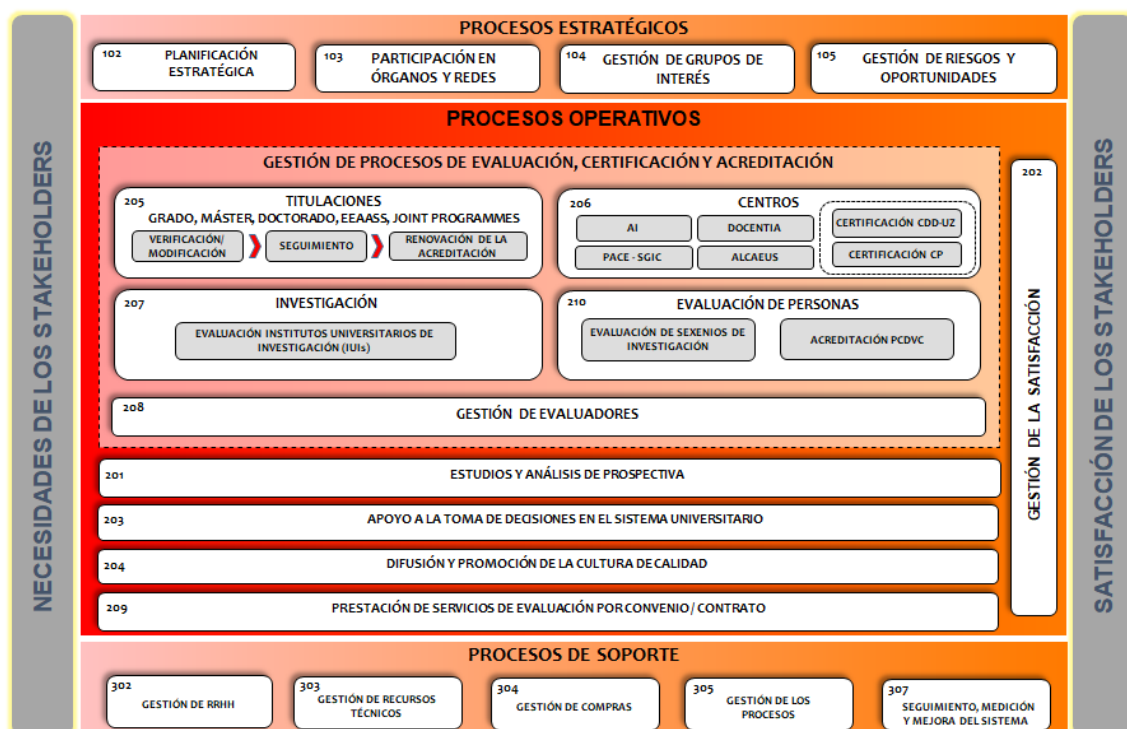 NECESIDADES DE LOS STAKEHOLDERS
PROCESOS ESTRATÉGICOS
102
PLANIFICACIÓN
ESTRATÉGICA
103
PARTICIPACIÓN EN
ÓRGANOS Y REDES
104
GESTIÓN DE GRUPOS DE
INTERÉS
105
GESTIÓN DE RIESGOS Y
OPORTUNIDADES
PROCESOS OPERATIVOS
GESTIÓN DE PROCESOS DE EVALUACIÓN, CERTIFICACIÓN Y ACREDITACIÓN
205
TITULACIONES
GRADO, MÁSTER, DOCTORADO, EEAASS, JOINT PROGRAMMES
VERIFICACIÓN/
MODIFICACIÓN
SEGUIMIENTO
RENOVACIÓN DE LA
ACREDITACIÓN
206
CENTROS
AI
DOCENTIA
PACE - SGIC
ALCAEUS
CERTIFICACIÓN CDD-UZ
CERTIFICACIÓN CP
207
INVESTIGACIÓN
EVALUACIÓN INSTITUTOS UNIVERSITARIOS DE
INVESTIGACIÓN (IUIs)
210
EVALUACIÓN DE PERSONAS
EVALUACIÓN DE SEXENIOS DE
INVESTIGACIÓN
ACREDITACIÓN PCDVC
208
GESTIÓN DE EVALUADORES
201
ESTUDIOS Y ANÁLISIS DE PROSPECTIVA
203
APOYO A LA TOMA DE DECISIONES EN EL SISTEMA UNIVERSITARIO
204
DIFUSIÓN Y PROMOCIÓN DE LA CULTURA DE CALIDAD
209
PRESTACIÓN DE SERVICIOS DE EVALUACIÓN POR CONVENIO / CONTRATO
202
GESTIÓN DE LA SATISFACCIÓN
PROCESOS DE SOPORTE
302
GESTIÓN DE RRHH
303
GESTIÓN DE RECURSOS
TÉCNICOS
304
GESTIÓN DE COMPRAS
305
GESTIÓN DE LOS
PROCESOS
307
SEGUIMIENTO, MEDICIÓN
Y MEJORA DEL SISTEMA
SATISFACCIÓN DE LOS STAKEHOLDERS